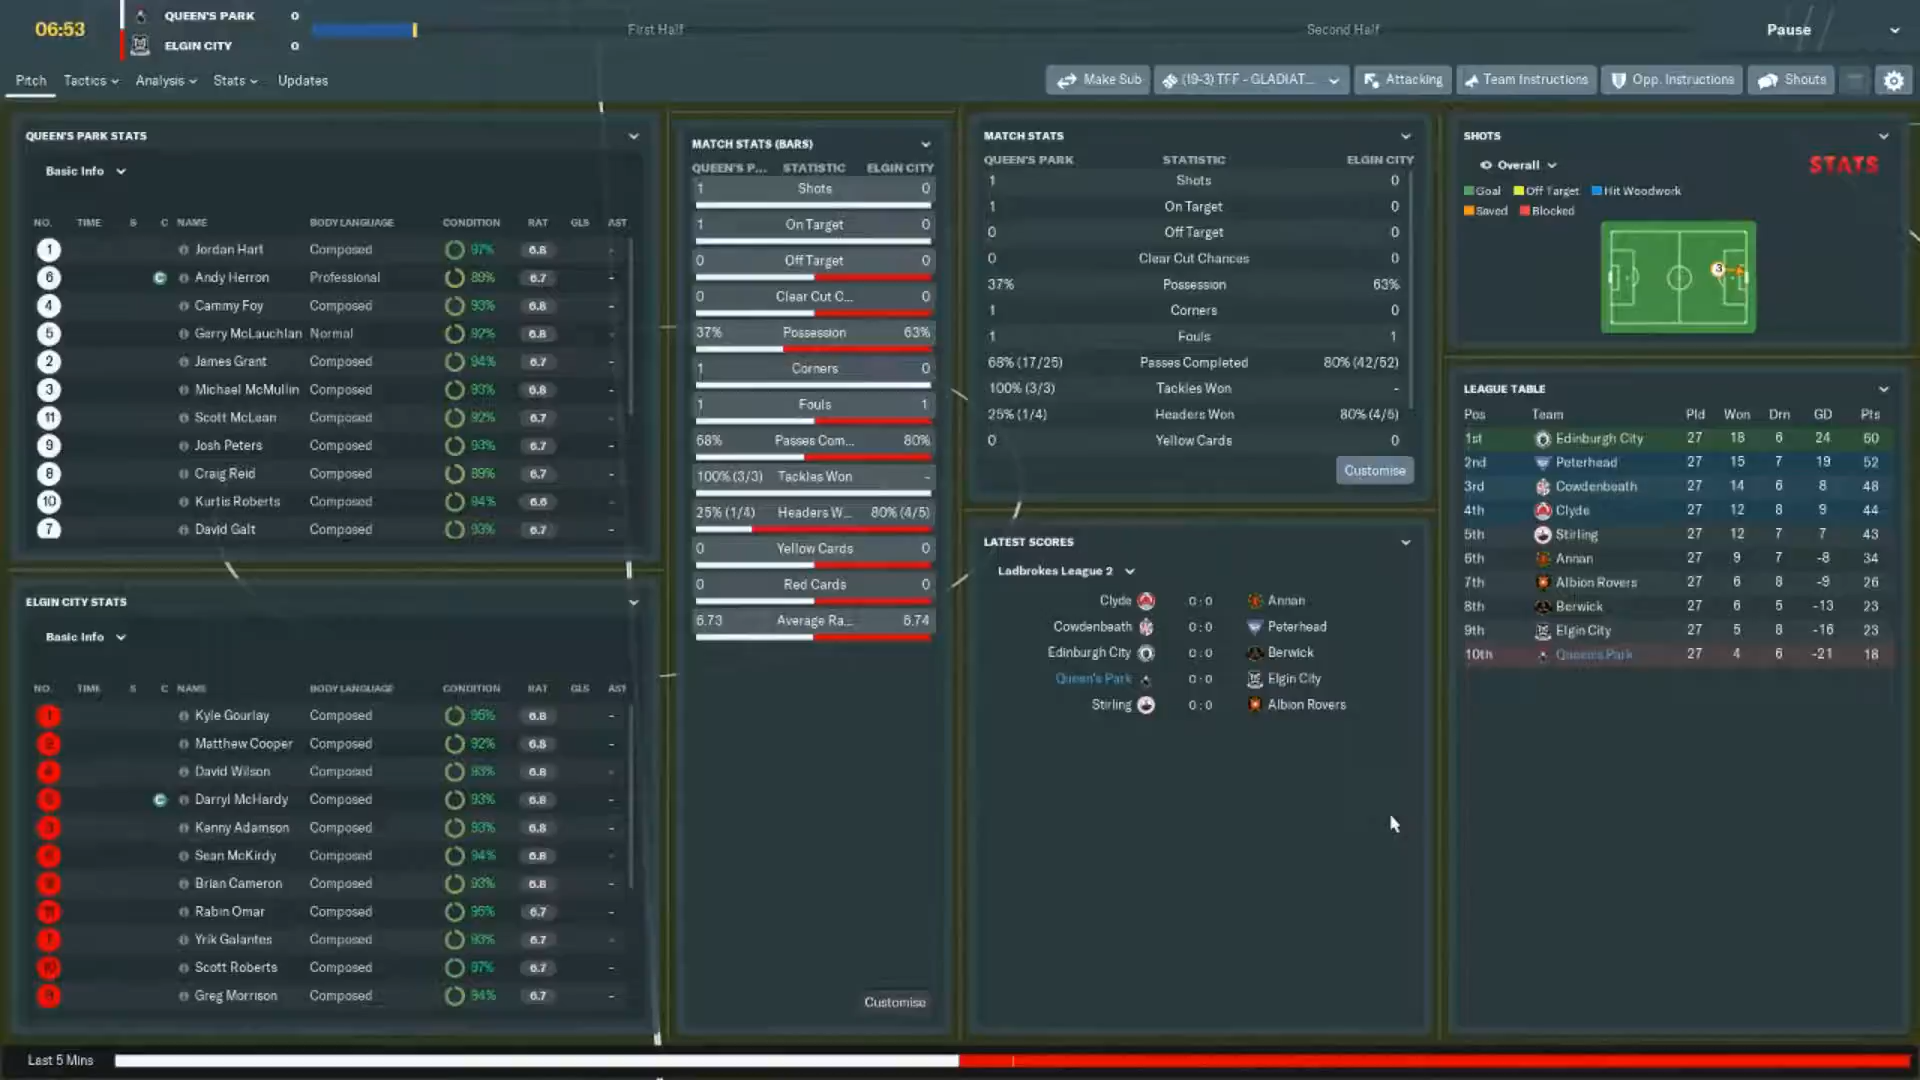 06:53
QUEEN'S PARK 0
ELGIN CITY 0
First Half
Second Half
Pause
Pitch Tactics Analysis Stats Updates
Make Sub (19-3) TFF - GLADIAT... Attacking Team Instructions Opp. Instructions Shouts
QUEEN'S PARK STATS
Basic Info
NO. TIME S C NAME BODY LANGUAGE CONDITION RAT GLS AST
1 Jordan Hart Composed 97% 6.8 -
6 C Andy Herron Professional 89% 6.7 -
4 Cammy Foy Composed 93% 6.8 -
5 Gerry McLauchlan Normal 92% 6.8 -
2 James Grant Composed 94% 6.7 -
3 Michael McMullin Composed 93% 6.8 -
11 Scott McLean Composed 92% 6.7 -
9 Josh Peters Composed 93% 6.7 -
8 Craig Reid Composed 89% 6.7 -
10 Kurtis Roberts Composed 94% 6.6 -
7 David Galt Composed 93% 6.7 -
ELGIN CITY STATS
Basic Info
NO. TIME S C NAME BODY LANGUAGE CONDITION RAT GLS AST
Kyle Gourlay Composed 95% 6.8 -
Matthew Cooper Composed 92% 6.8 -
David Wilson Composed 93% 6.8 -
C Darryl McHardy Composed 93% 6.8 -
Kenny Adamson Composed 93% 6.8 -
Sean McKirdy Composed 94% 6.8 -
Brian Cameron Composed 93% 6.8 -
11 Rabin Omar Composed 95% 6.7 -
Yrik Galantes Composed 93% 6.7 -
10 Scott Roberts Composed 97% 6.7 -
Greg Morrison Composed 94% 6.7 -
MATCH STATS (BARS)
QUEEN'S P... STATISTIC ELGIN CITY
1 Shots 0
1 On Target 0
0 Off Target 0
0 Clear Cut C... 0
37% Possession 63%
1 Corners 0
1 Fouls 1
68% Passes Com... 80%
100% (3/3) Tackles Won -
25% (1/4) Headers W... 80% (4/5)
0 Yellow Cards 0
0 Red Cards 0
6.73 Average Ra... 6.74
Customise
MATCH STATS
QUEEN'S PARK STATISTIC ELGIN CITY
1 Shots 0
1 On Target 0
0 Off Target 0
0 Clear Cut Chances 0
37% Possession 63%
1 Corners 0
1 Fouls 1
68% (17/25) Passes Completed 80% (42/52)
100% (3/3) Tackles Won -
25% (1/4) Headers Won 80% (4/5)
0 Yellow Cards 0
Customise
LATEST SCORES
Ladbrokes League 2
Clyde 0 : 0 Annan
Cowdenbeath 0 : 0 Peterhead
Edinburgh City 0 : 0 Berwick
Queen's Park 0 : 0 Elgin City
Stirling 0 : 0 Albion Rovers
SHOTS
Overall
STATS
Goal Off Target Hit Woodwork
Saved Blocked
3
LEAGUE TABLE
Pos Team Pld Won Drn GD Pts
1st Edinburgh City 27 18 6 24 60
2nd Peterhead 27 15 7 19 52
3rd Cowdenbeath 27 14 6 8 48
4th Clyde 27 12 8 9 44
5th Stirling 27 12 7 7 43
6th Annan 27 9 7 -8 34
7th Albion Rovers 27 6 8 -9 26
8th Berwick 27 6 5 -13 23
9th Elgin City 27 5 8 -16 23
10th Queen's Park 27 4 6 -21 18
Last 5 Mins